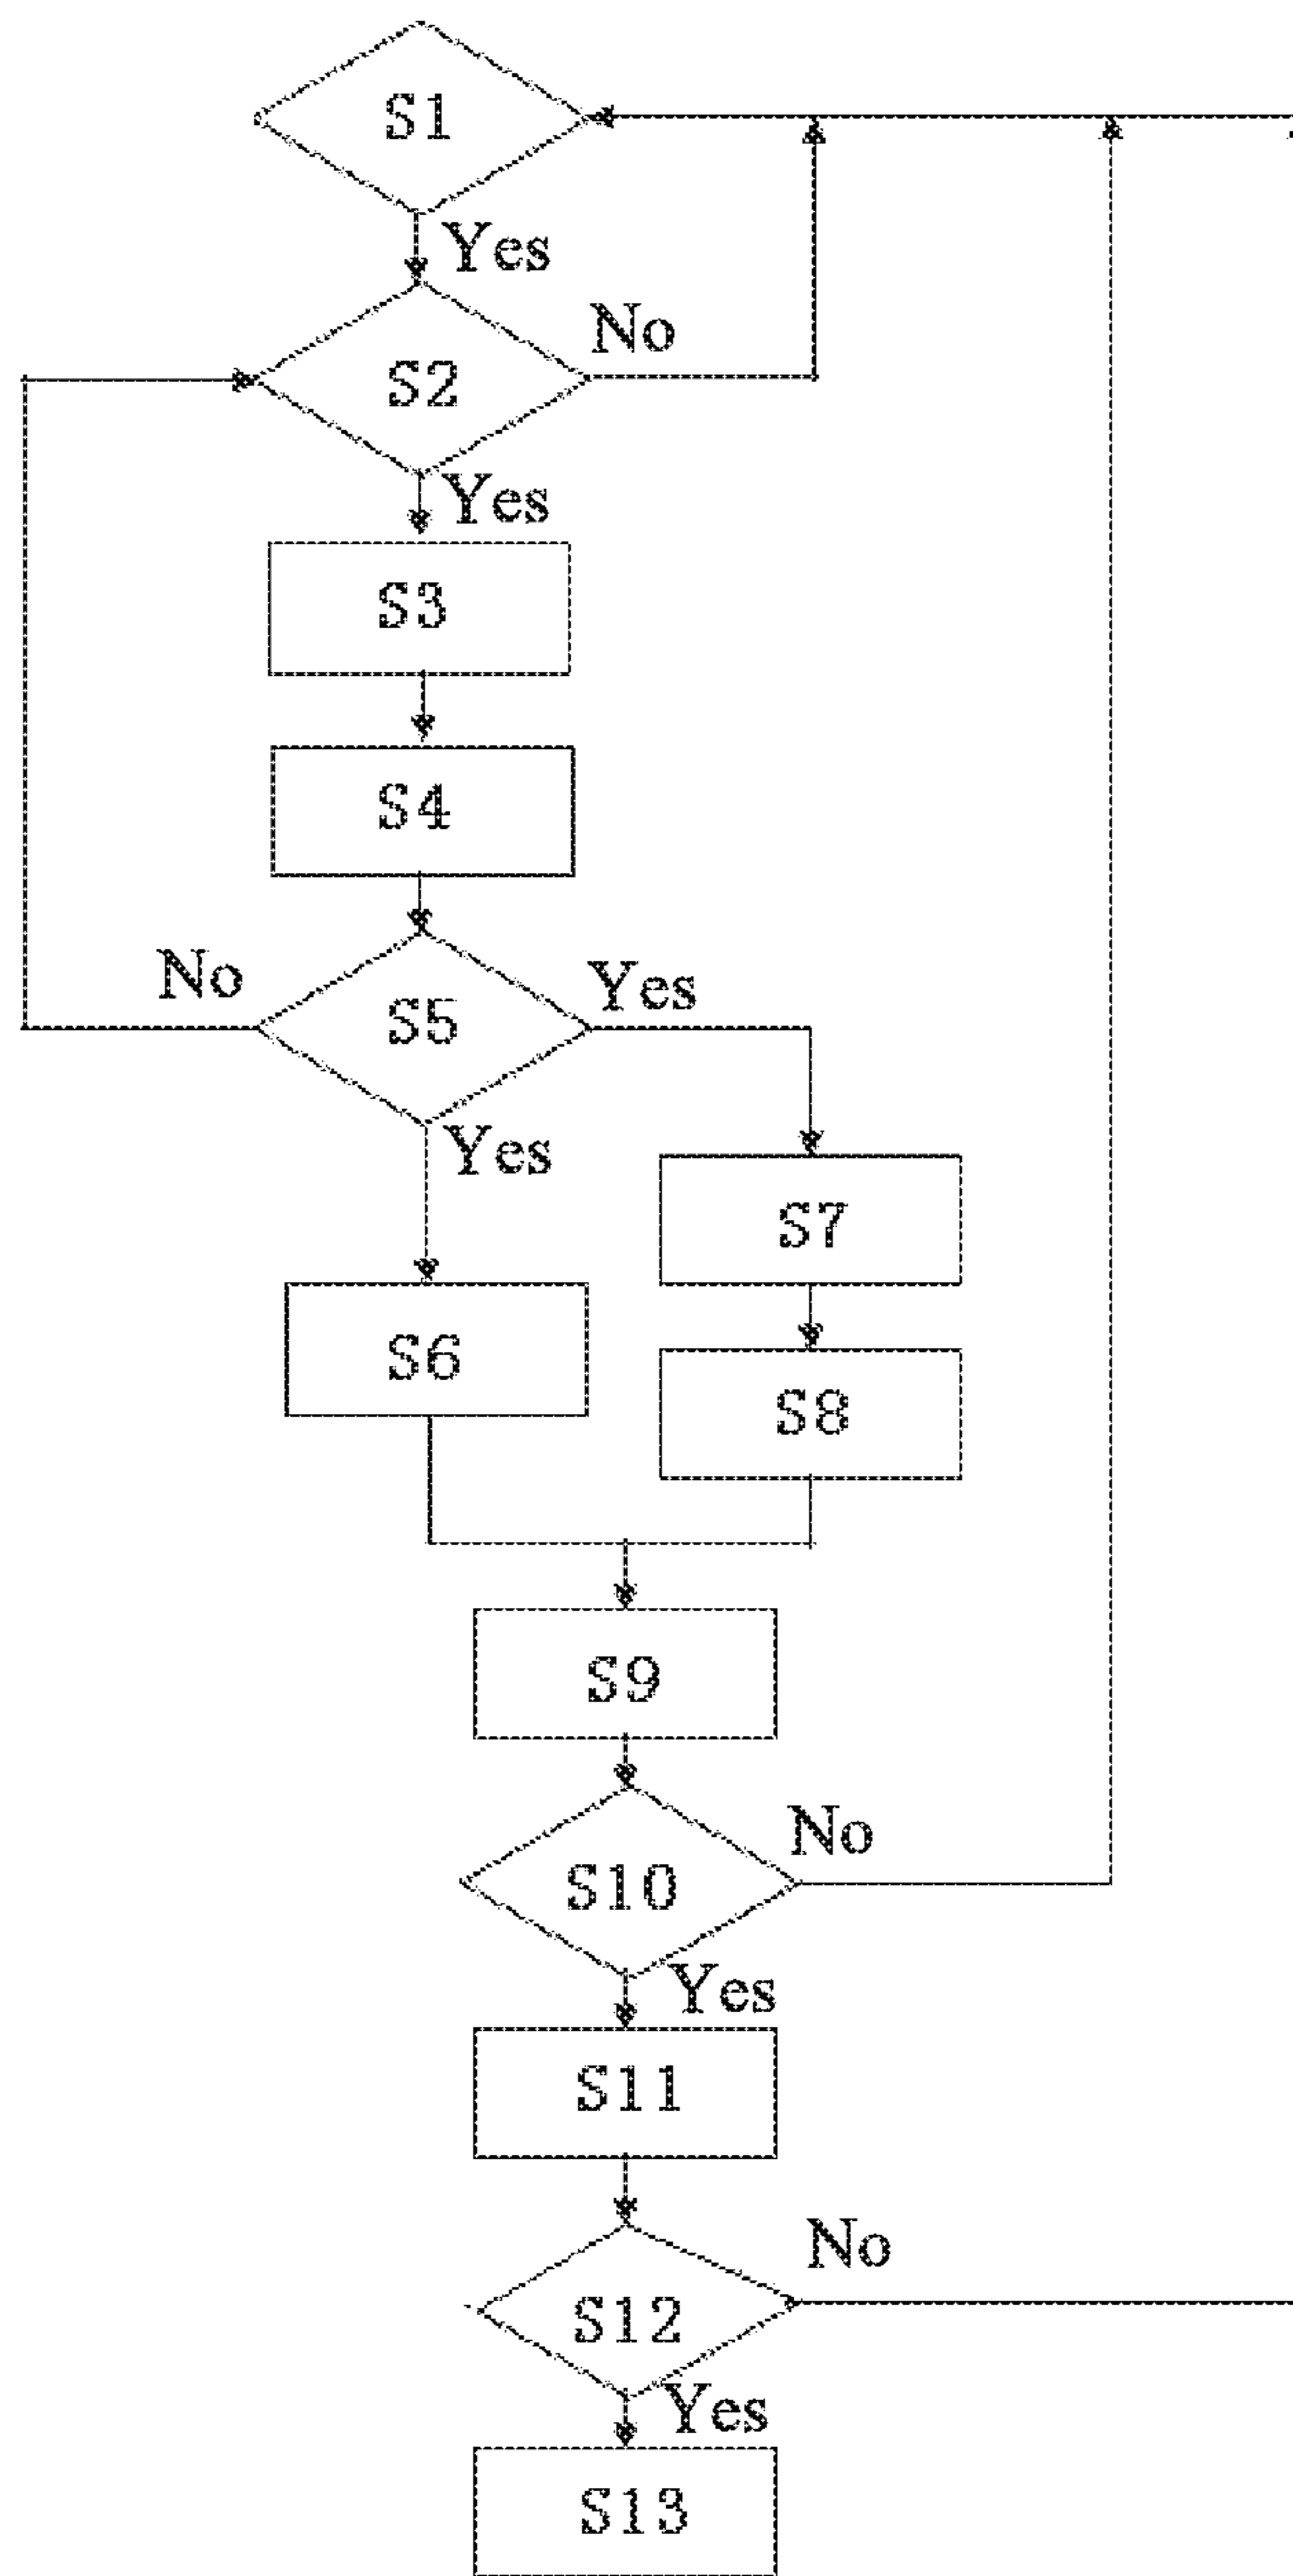 S1
Yes
No
S2
Yes
S3
S4
No
Yes
S5
Yes
S7
S6
S8
S9
No
S10
Yes
S11
No
S12
Yes
S13